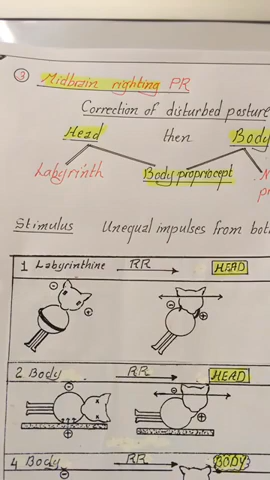 ③ Midbrain righting PR
Correction of disturbed posture
Head then Body
Labyrinth Body propriocept
Stimulus Unequal impulses from both
1 Labyrinthine RR HEAD
⊖ ⊕ ⊖ ⊕
2 Body RR HEAD
⊖ ⊕ ⊖ ⊕
4 Body RR BODY
⊖